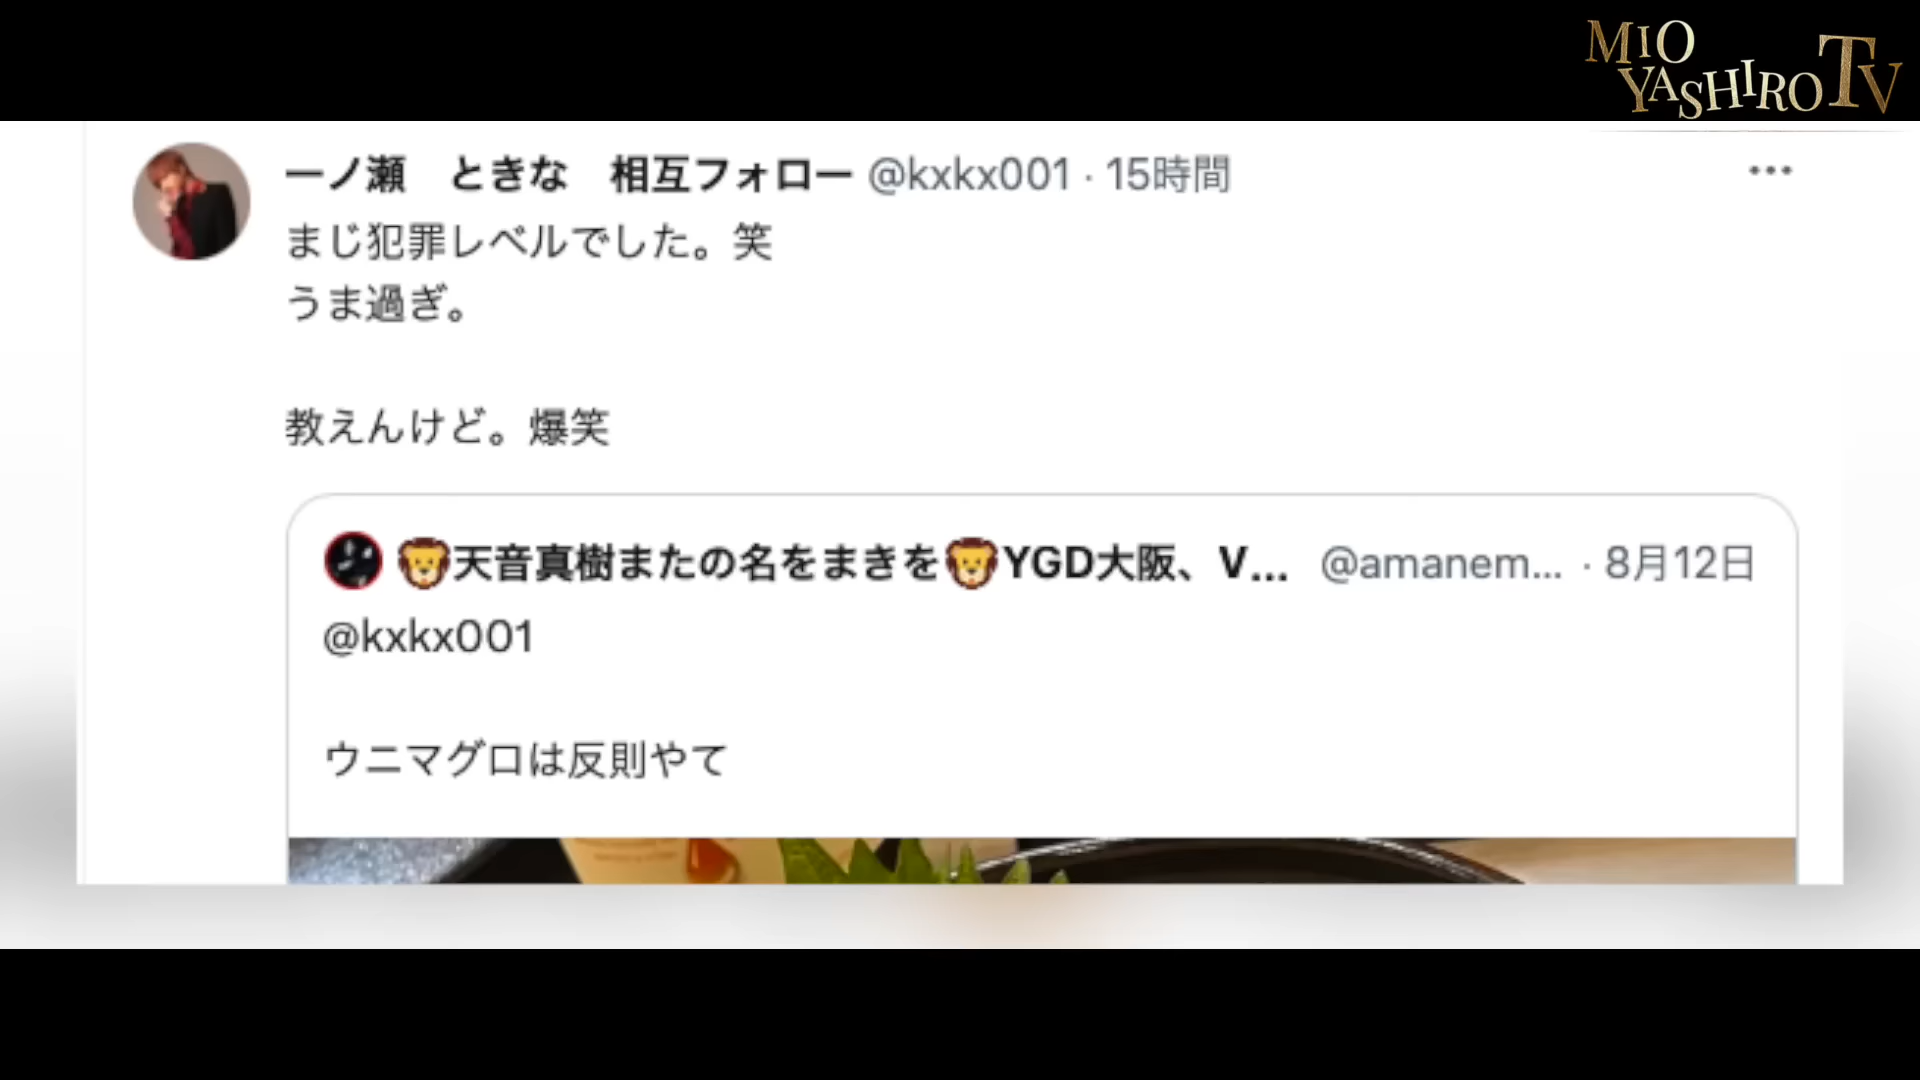 MIO
YASHIRO TV
一ノ瀬　ときな　相互フォロー @kxkx001 · 15時間
まじ犯罪レベルでした。笑
うま過ぎ。
教えんけど。爆笑
🦁天音真樹またの名をまきを🦁YGD大阪、V... @amanem... · 8月12日
@kxkx001
ウニマグロは反則やて